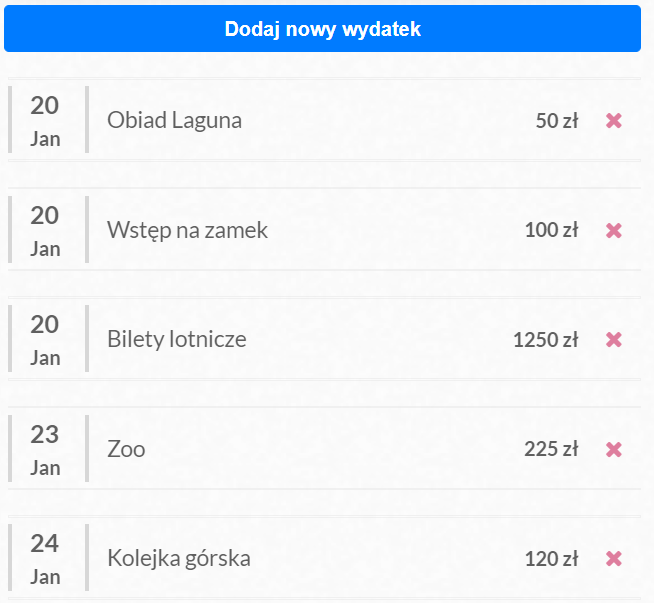 Dodaj nowy wydatek
20
Jan
Obiad Laguna
50 zł
20
Jan
Wstęp na zamek
100 zł
20
Jan
Bilety lotnicze
1250 zł
23
Jan
Zoo
225 zł
24
Jan
Kolejka górska
120 zł